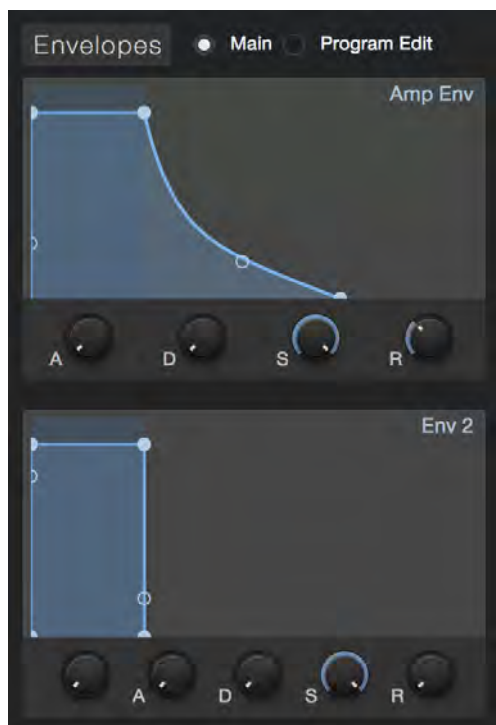 Envelopes Main Program Edit
Amp Env
A D S R
Env 2
A D S R